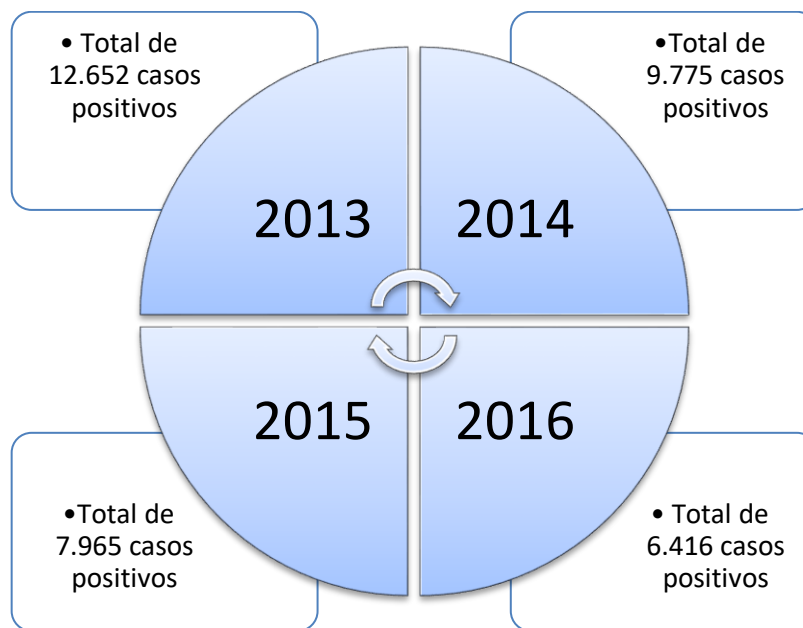 • Total de
12.652 casos
positivos
•Total de
9.775 casos
positivos
2013
2014
2015
2016
•Total de
7.965 casos
positivos
• Total de
6.416 casos
positivos